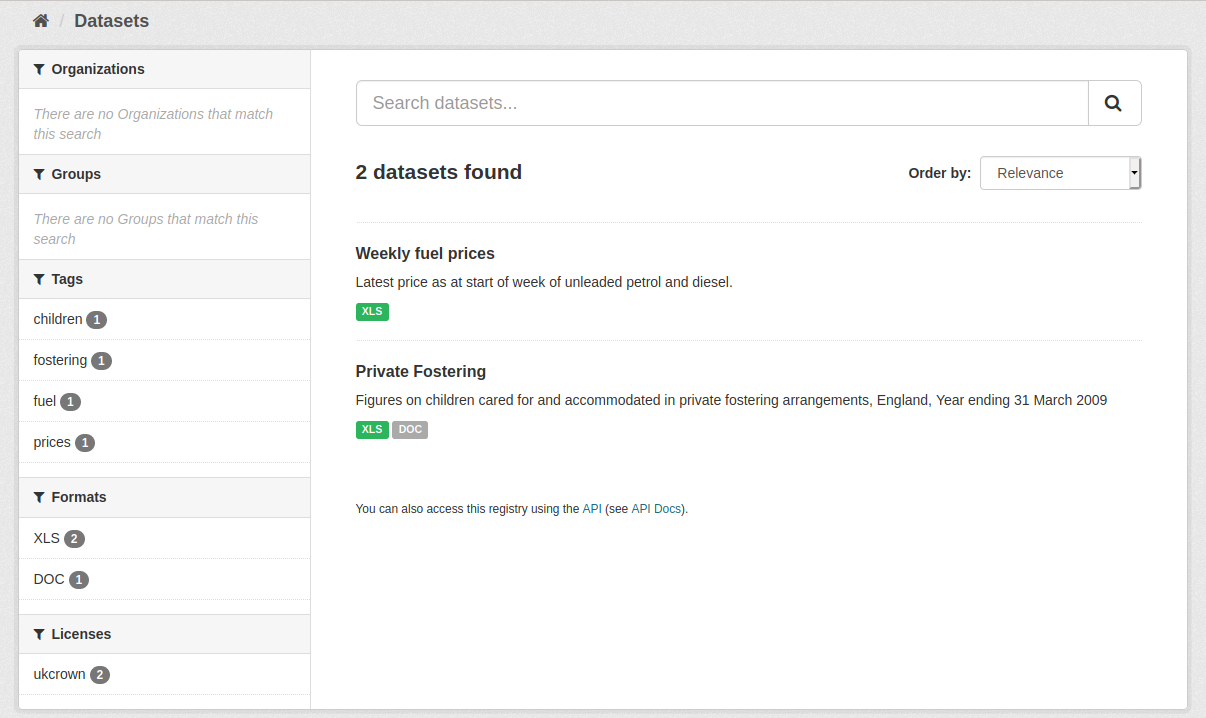 / Datasets
Organizations
There are no Organizations that match
this search
Groups
There are no Groups that match this
search
Tags
children 1
fostering 1
fuel 1
prices 1
Formats
XLS 2
DOC 1
Licenses
ukcrown 2
Search datasets...
2 datasets found
Order by: Relevance
Weekly fuel prices
Latest price as at start of week of unleaded petrol and diesel.
XLS
Private Fostering
Figures on children cared for and accommodated in private fostering arrangements, England, Year ending 31 March 2009
XLS DOC
You can also access this registry using the API (see API Docs).